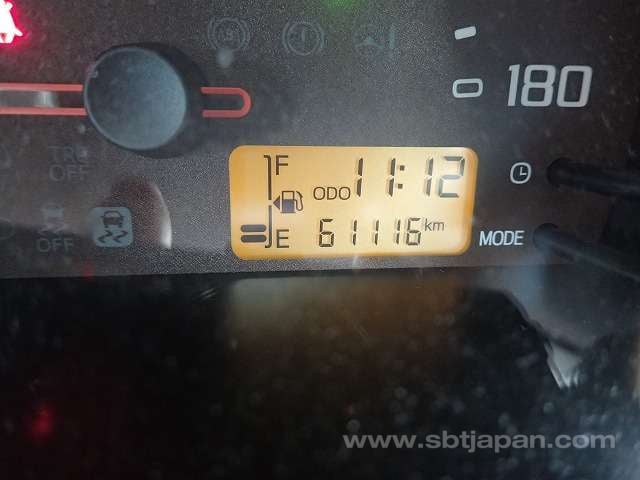 180
F
11:12
TRC
OFF
ODO
OFF
E
61116 km
MODE
www.sbtjapan.com